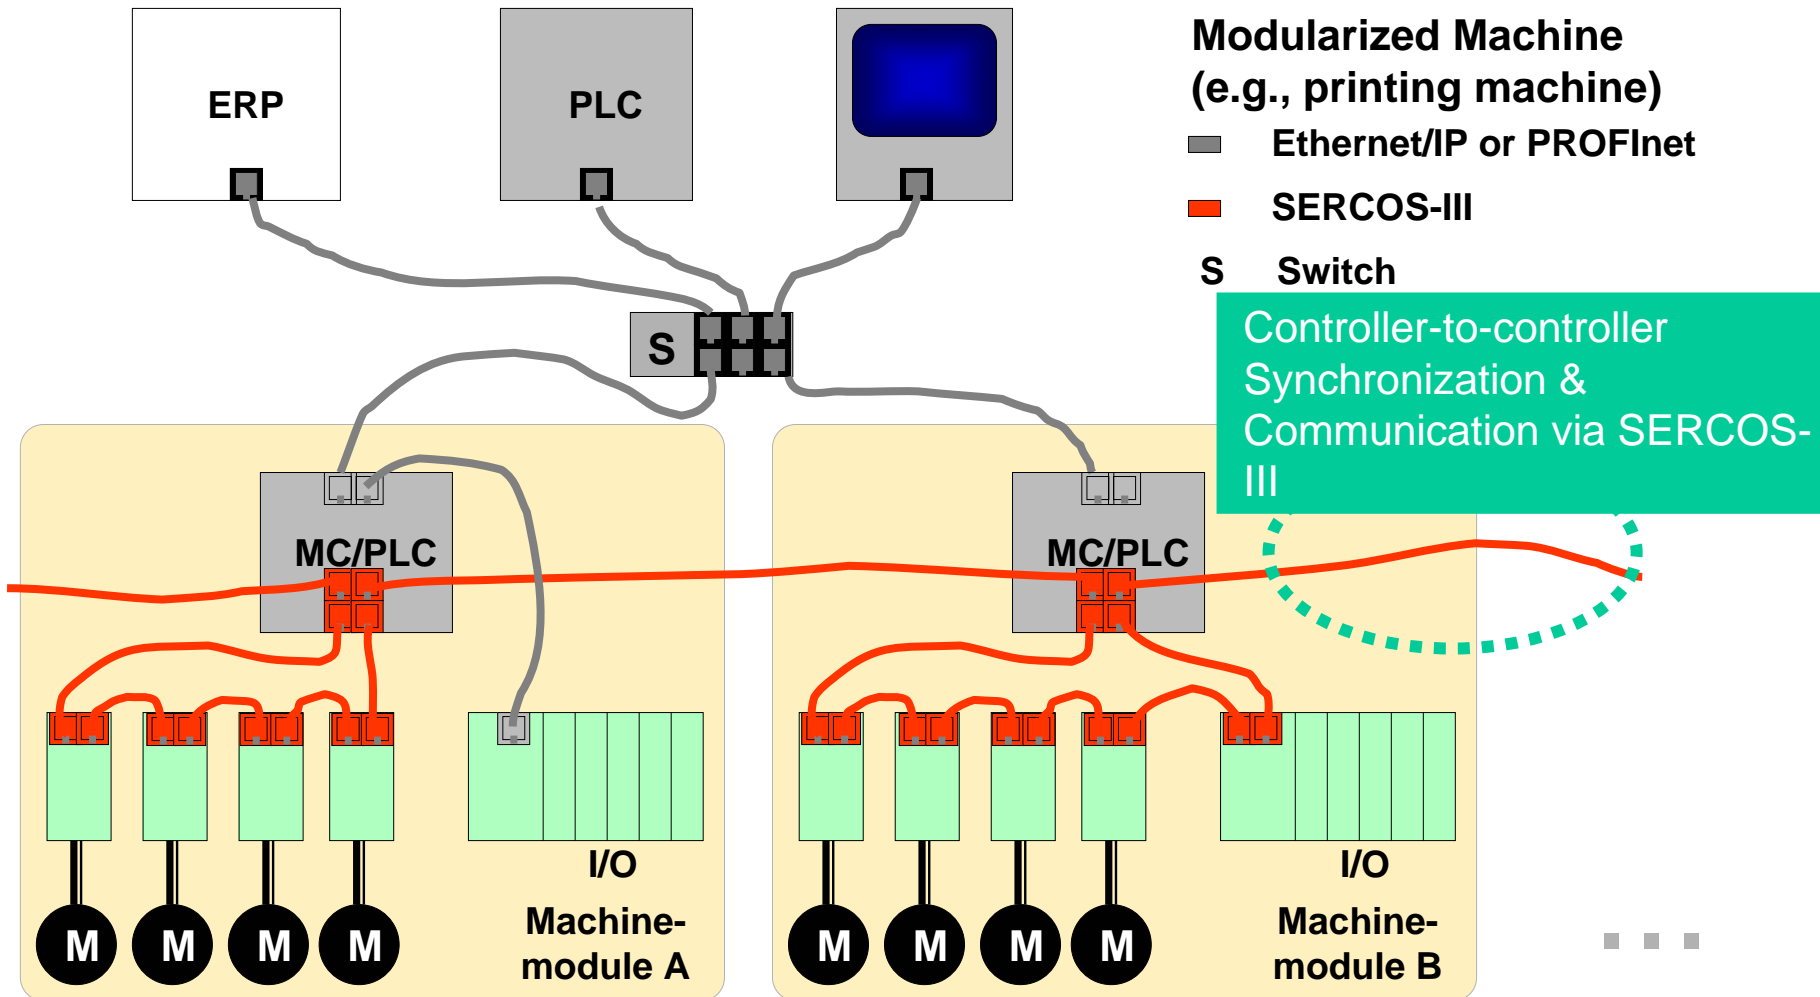 Modularized Machine
(e.g., printing machine)
Ethernet/IP or PROFInet
SERCOS-III
S Switch
ERP
PLC
S
Controller-to-controller
Synchronization &
Communication via SERCOS-
III
MC/PLC
MC/PLC
I/O
I/O
M M M M
Machine-
module A
M M M M
Machine-
module B